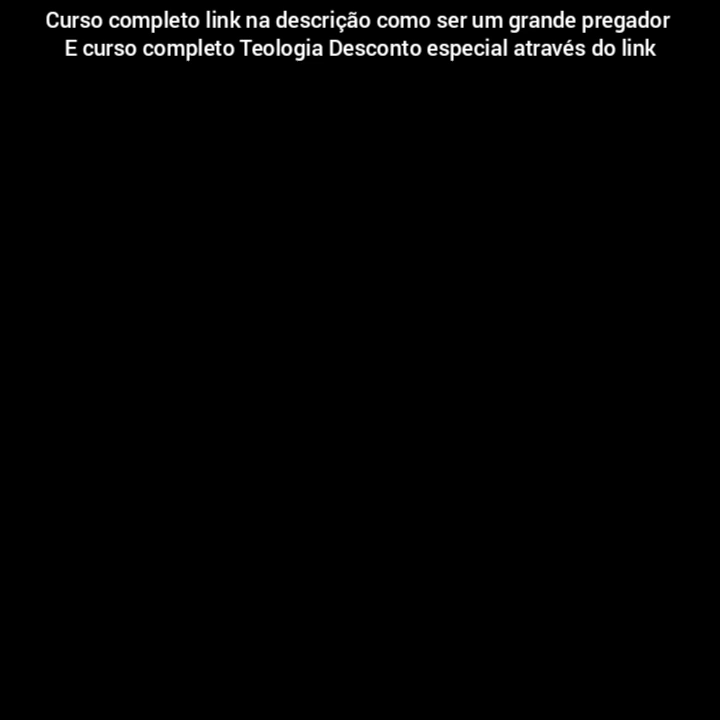 Curso completo link na descrição como ser um grande pregador
E curso completo Teologia Desconto especial através do link